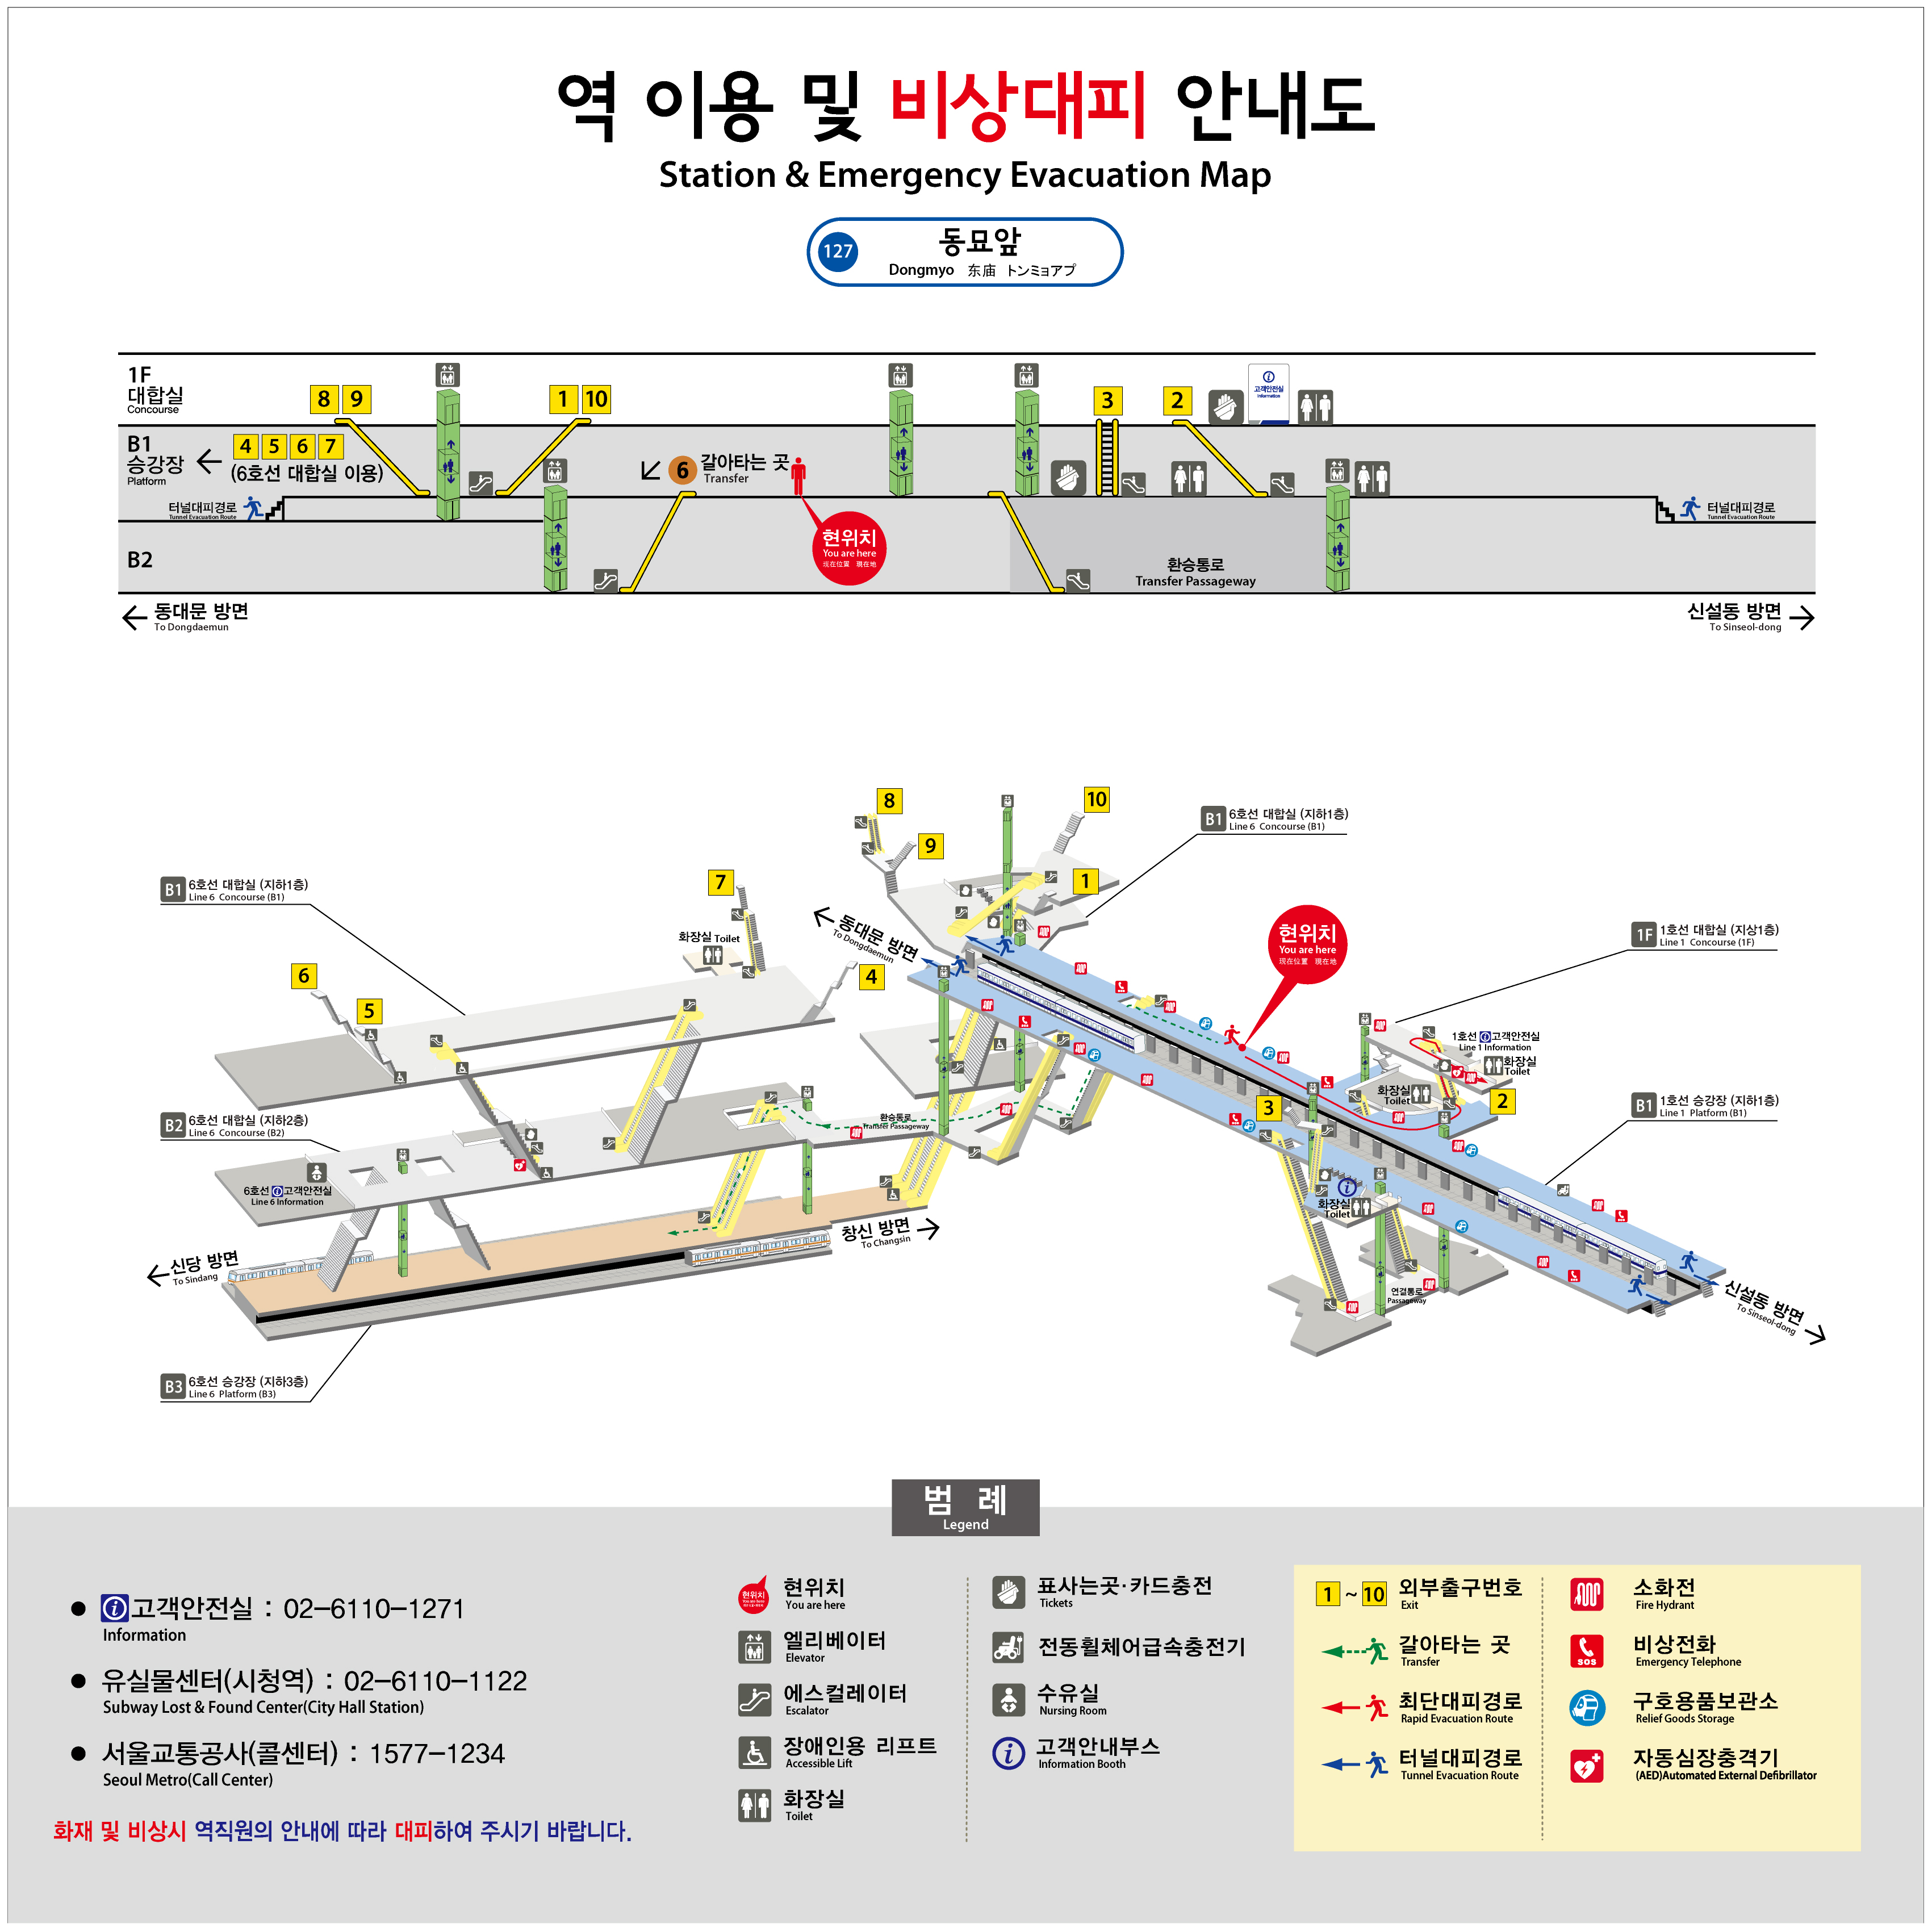 역 이용 및 비상대피 안내도
Station & Emergency Evacuation Map
127
동묘앞
Dongmyo 东庙 トンミョアプ
1F
대합실
Concourse
8 9
1 10
3
2
고객안전실
Information
B1
승강장
Platform
4 5 6 7
(6호선 대합실 이용)
6 갈아타는 곳
Transfer
터널대피경로
Tunnel Evacuation Route
현위치
You are here
现在位置 現在地
터널대피경로
Tunnel Evacuation Route
B2
환승통로
Transfer Passageway
동대문 방면
To Dongdaemun
신설동 방면
To Sinseol-dong
8
10
9
1
B1 6호선 대합실 (지하1층)
Line 6 Concourse (B1)
B1 6호선 대합실 (지하1층)
Line 6 Concourse (B1)
7
화장실 Toilet
동대문 방면
To Dongdaemun
현위치
You are here
现在位置 現在地
1F 1호선 대합실 (지상1층)
Line 1 Concourse (1F)
6
5
4
1호선 고객안전실
Line 1 Information
화장실
Toilet
화장실
Toilet
2
3
B1 1호선 승강장 (지하1층)
Line 1 Platform (B1)
B2 6호선 대합실 (지하2층)
Line 6 Concourse (B2)
환승통로
Transfer Passageway
6호선 고객안전실
Line 6 Information
화장실
Toilet
창신 방면
To Changsin
신당 방면
To Sindang
연결통로
Passageway
신설동 방면
To Sinseol-dong
B3 6호선 승강장 (지하3층)
Line 6 Platform (B3)
범 례
Legend
고객안전실 : 02-6110-1271
Information
유실물센터(시청역) : 02-6110-1122
Subway Lost & Found Center(City Hall Station)
서울교통공사(콜센터) : 1577-1234
Seoul Metro(Call Center)
화재 및 비상시 역직원의 안내에 따라 대피하여 주시기 바랍니다.
현위치
You are here
엘리베이터
Elevator
에스컬레이터
Escalator
장애인용 리프트
Accessible Lift
화장실
Toilet
표사는곳·카드충전
Tickets
전동휠체어급속충전기
수유실
Nursing Room
고객안내부스
Information Booth
1 ~ 10 외부출구번호
Exit
갈아타는 곳
Transfer
최단대피경로
Rapid Evacuation Route
터널대피경로
Tunnel Evacuation Route
소화전
Fire Hydrant
SOS
비상전화
Emergency Telephone
구호용품보관소
Relief Goods Storage
자동심장충격기
(AED)Automated External Defibrillator